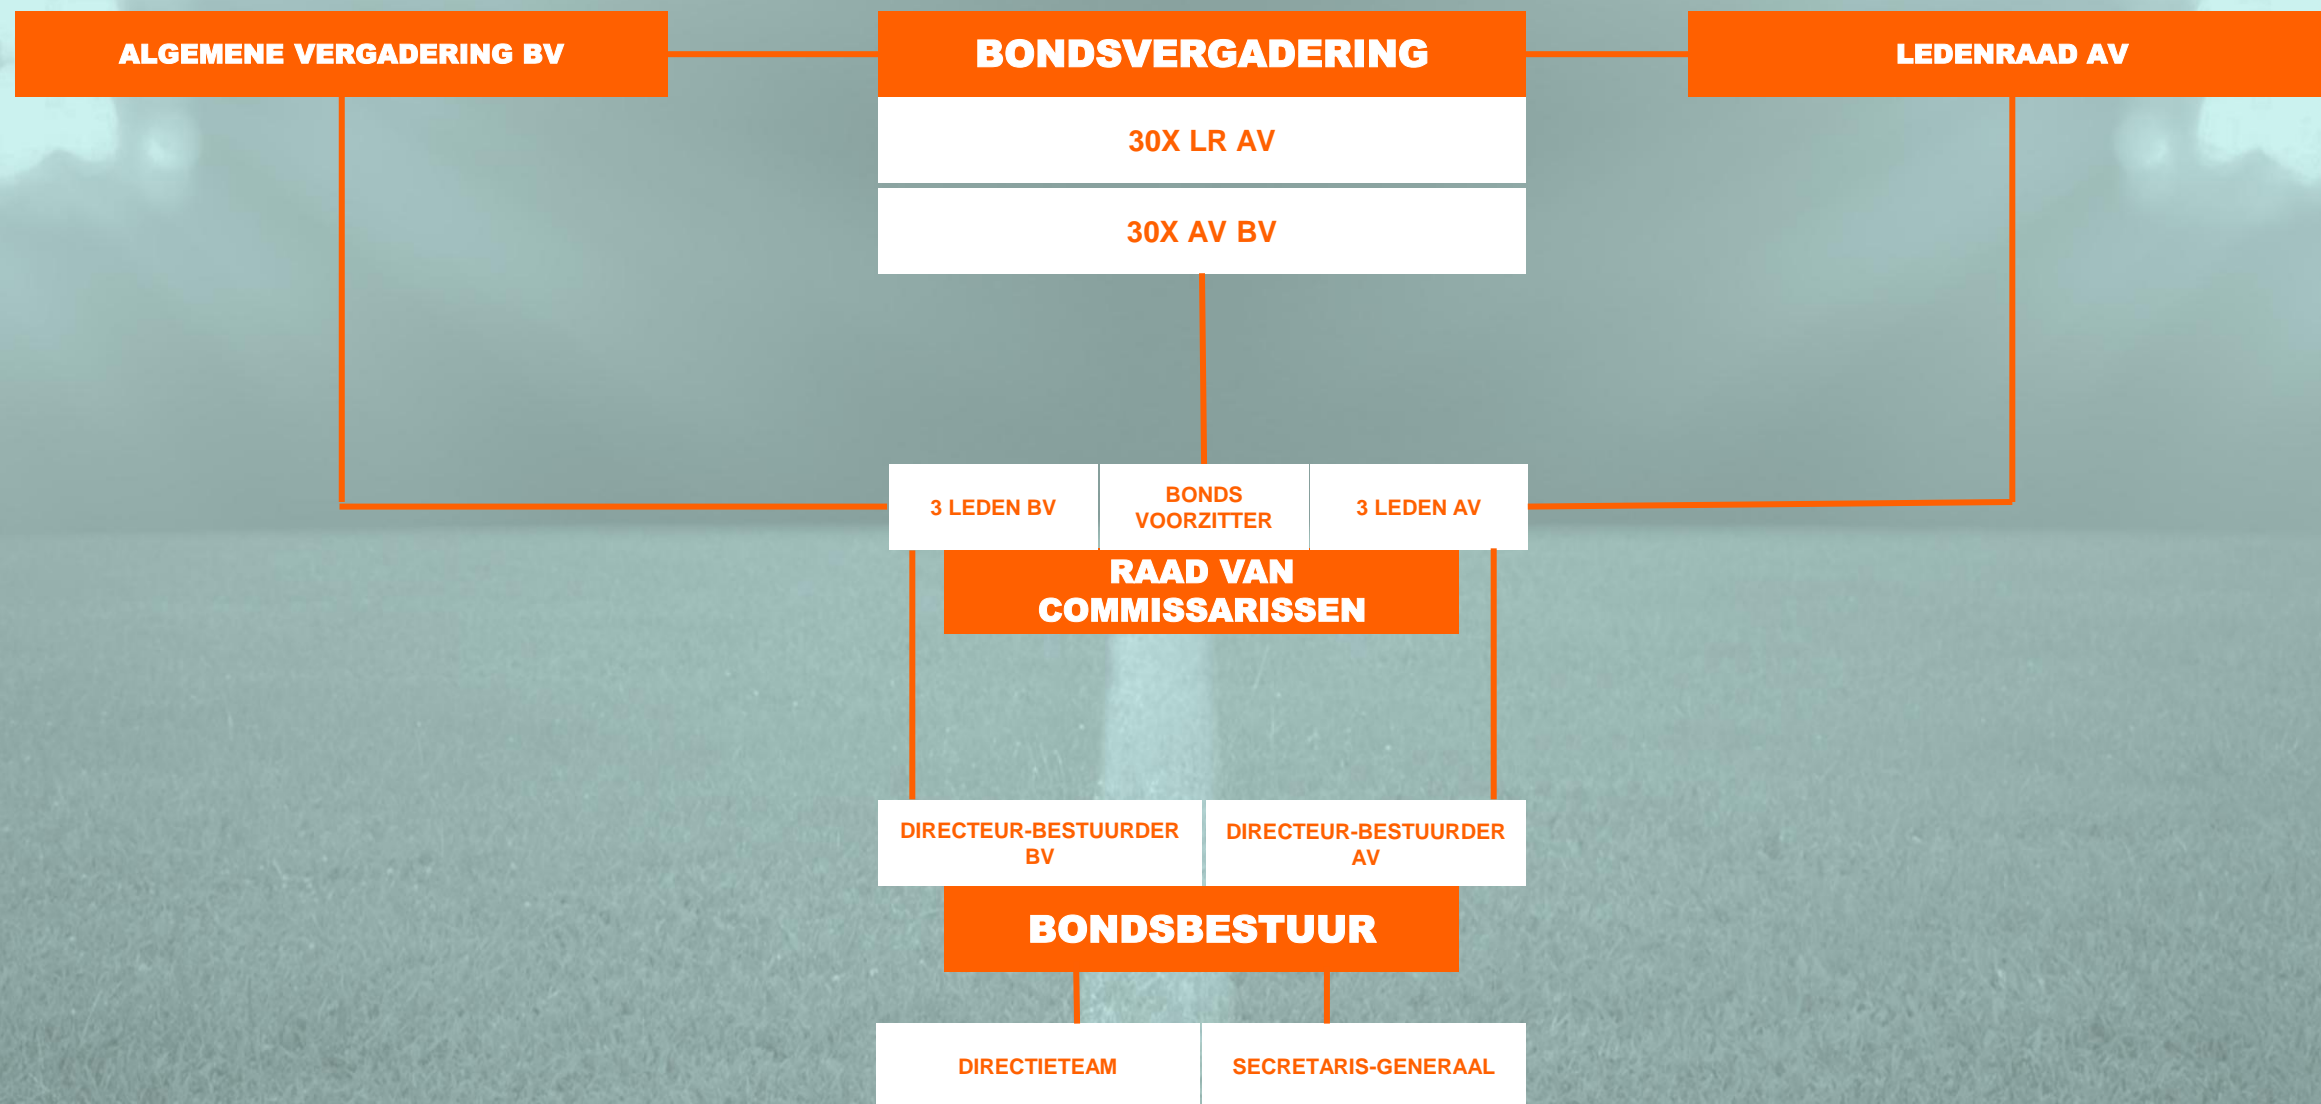 ALGEMENE VERGADERING BV
BONDSVERGADERING
LEDENRAAD AV
30X LR AV
30X AV BV
3 LEDEN BV
BONDS
VOORZITTER
3 LEDEN AV
RAAD VAN
COMMISSARISSEN
DIRECTEUR-BESTUURDER
BV
DIRECTEUR-BESTUURDER
AV
BONDSBESTUUR
DIRECTIETEAM
SECRETARIS-GENERAAL